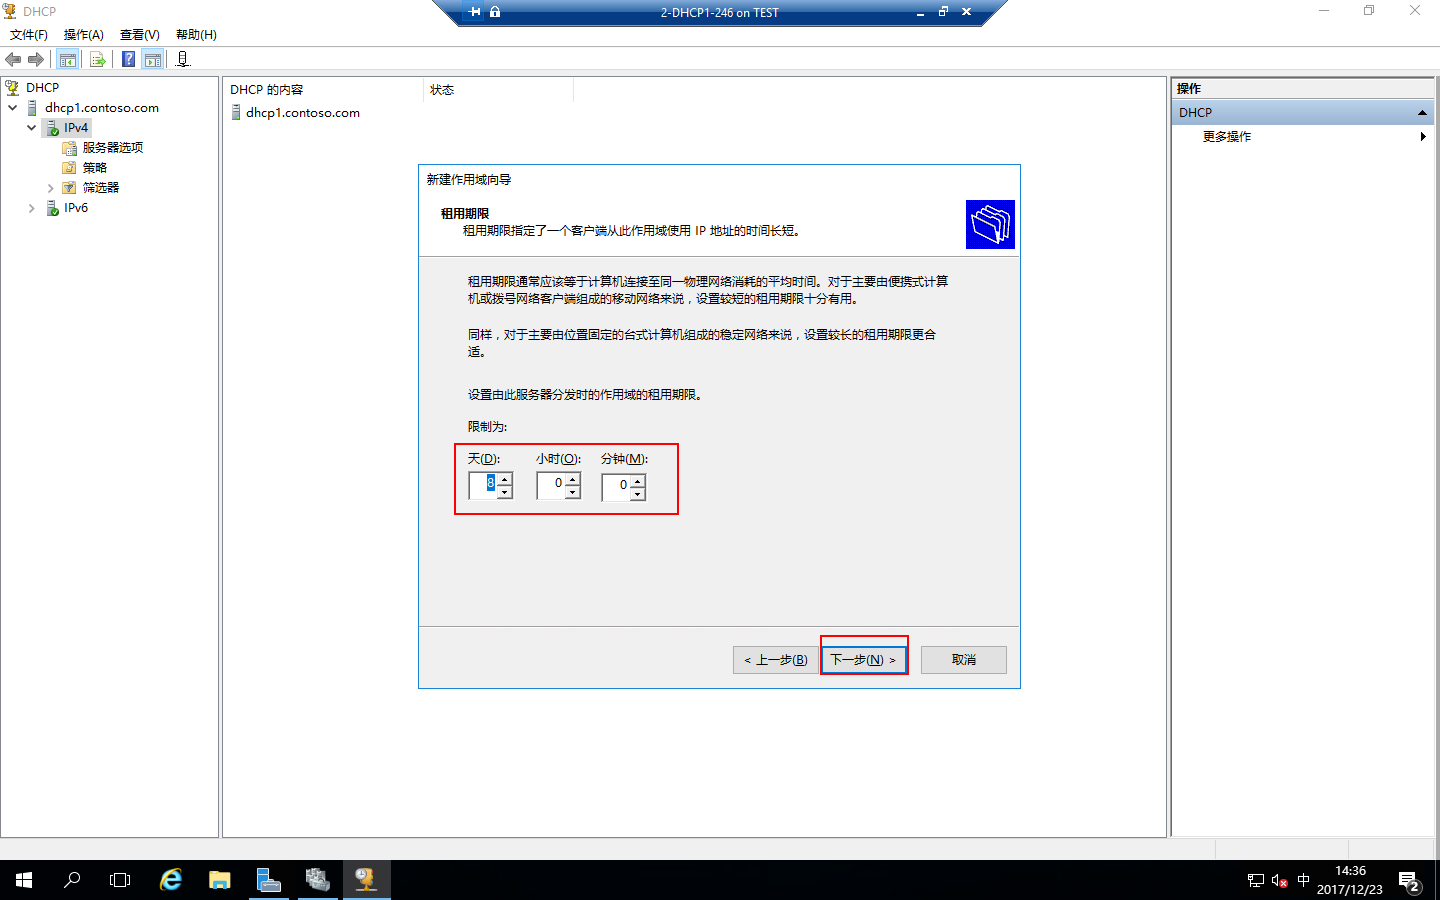 DHCP
2-DHCP1-246 on TEST
文件(F) 操作(A) 查看(V) 帮助(H)
DHCP
dhcp1.contoso.com
IPv4
服务器选项
策略
筛选器
IPv6
DHCP 的内容 状态
dhcp1.contoso.com
操作
DHCP
更多操作
新建作用域向导
租用期限
租用期限指定了一个客户端从此作用域使用 IP 地址的时间长短。
租用期限通常应该等于计算机连接至同一物理网络消耗的平均时间。对于主要由便携式计算
机或拨号网络客户端组成的移动网络来说，设置较短的租用期限十分有用。
同样，对于主要由位置固定的台式计算机组成的稳定网络来说，设置较长的租用期限更合
适。
设置由此服务器分发时的作用域的租用期限。
限制为:
天(D): 小时(O): 分钟(M):
8 0 0
< 上一步(B) 下一步(N) > 取消
中
14:36
2017/12/23
2